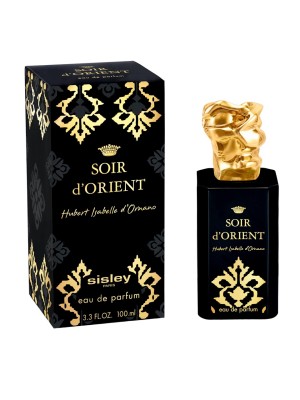 SOIR
d'ORIENT
Hubert Isabelle d'Ornano
sisley
PARIS
eau de parfum
3.3 FL.OZ. 100 ml
SOIR
d'ORIENT
Hubert Isabelle d'Ornano
eau de parfum